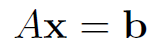 Ax = b